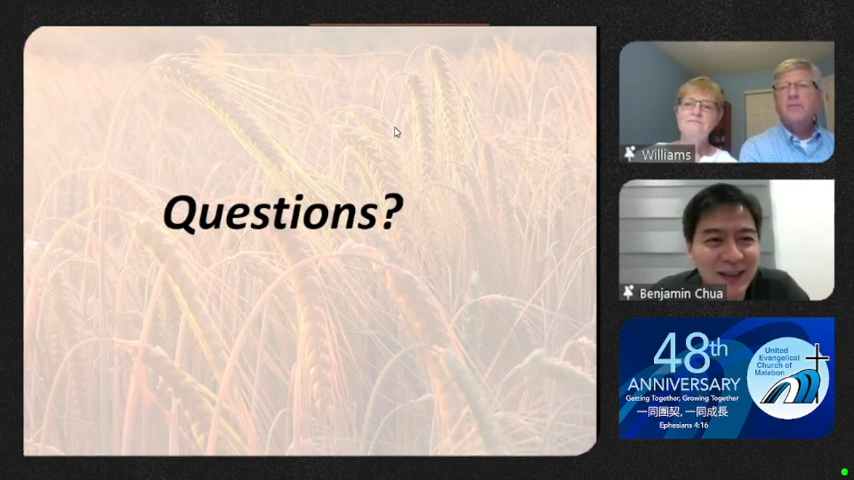 Questions?
Williams
Benjamin Chua
48th
ANNIVERSARY
Getting Together, Growing Together
一同團契, 一同成長
Ephesians 4:16
United
Evangelical
Church of
Malabon